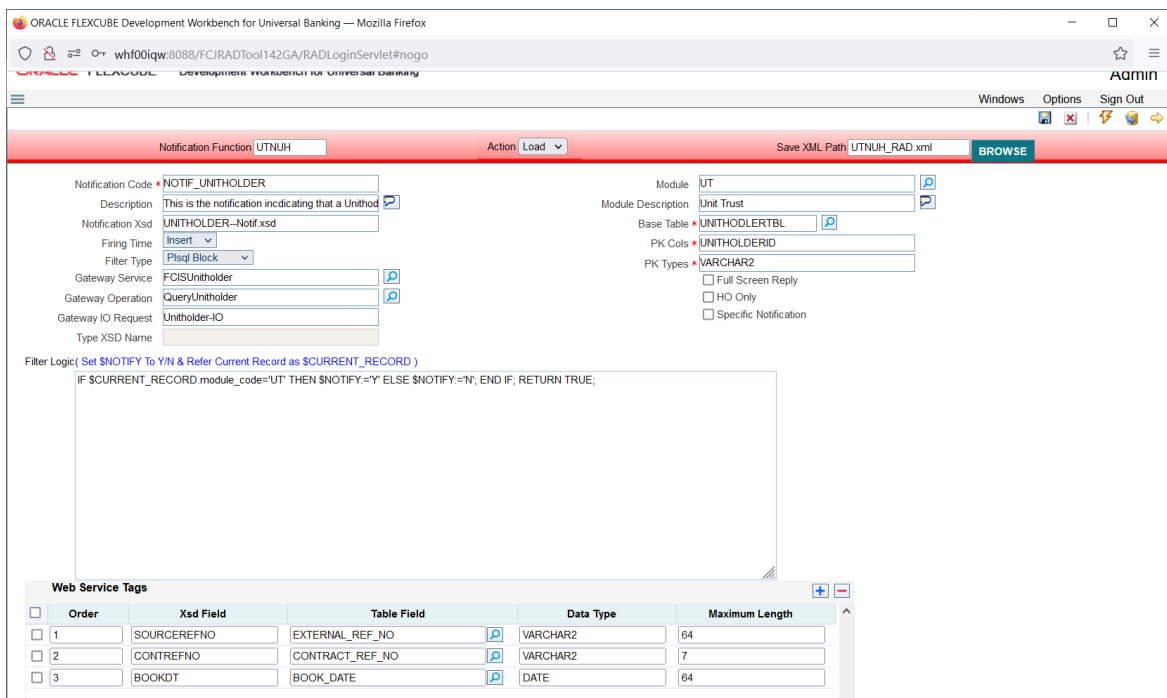 ORACLE FLEXCUBE Development Workbench for Universal Banking — Mozilla Firefox
whf00iqw:8088/FCJRADTool142GA/RADLoginServlet#nogo
ORACLE FLEXCUBE Development Workbench for Universal Banking Admin
Windows Options Sign Out
Notification Function UTNUH Action Load Save XML Path UTNUH_RAD.xml BROWSE
Notification Code * NOTIF_UNITHOLDER Module UT
Description This is the notification incdicating that a Unithod Module Description Unit Trust
Notification Xsd UNITHOLDER--Notif.xsd Base Table * UNITHODLERTBL
Firing Time Insert PK Cols * UNITHOLDERID
Filter Type Plsql Block PK Types * VARCHAR2
Gateway Service FCISUnitholder Full Screen Reply
Gateway Operation QueryUnitholder HO Only
Gateway IO Request Unitholder-IO Specific Notification
Type XSD Name
Filter Logic( Set $NOTIFY To Y/N & Refer Current Record as $CURRENT_RECORD )
IF $CURRENT_RECORD.module_code='UT' THEN $NOTIFY:='Y' ELSE $NOTIFY:='N'; END IF; RETURN TRUE;
Web Service Tags
Order Xsd Field Table Field Data Type Maximum Length
1 SOURCEREFNO EXTERNAL_REF_NO VARCHAR2 64
2 CONTREFNO CONTRACT_REF_NO VARCHAR2 7
3 BOOKDT BOOK_DATE DATE 64